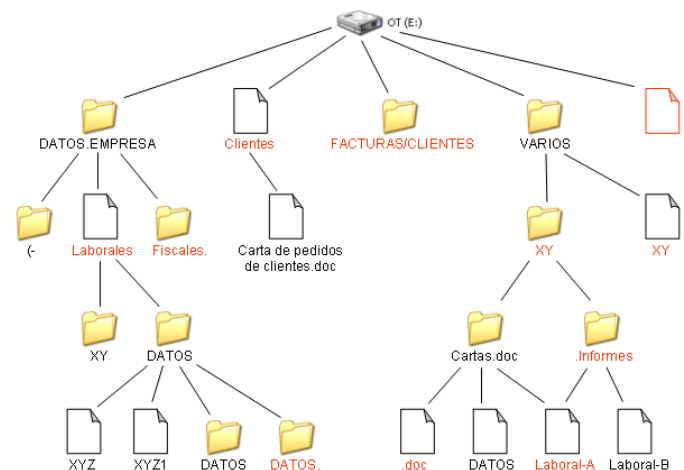 OT (E:)
DATOS.EMPRESA
Clientes
FACTURAS/CLIENTES
VARIOS
(-
Laborales
Fiscales.
Carta de pedidos
de clientes.doc
XY
XY
XY
DATOS
Cartas.doc
.Informes
XYZ
XYZ1
DATOS
DATOS.
.doc
DATOS
Laboral-A
Laboral-B